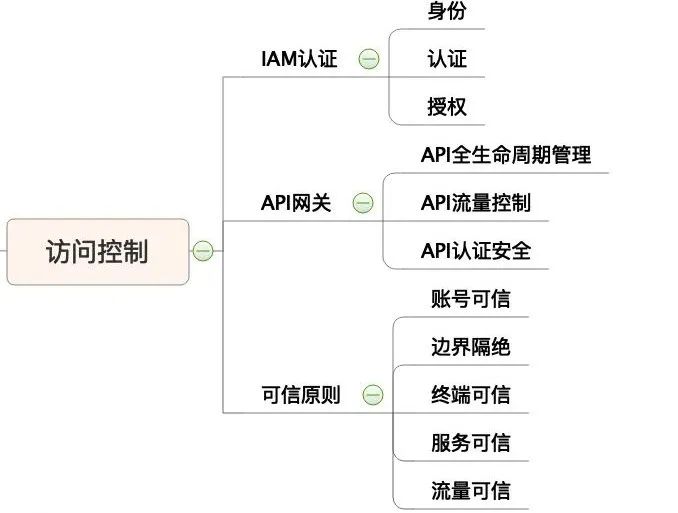 身份
IAM认证
认证
授权
API全生命周期管理
API网关
API流量控制
访问控制
API认证安全
账号可信
边界隔绝
可信原则
终端可信
服务可信
流量可信